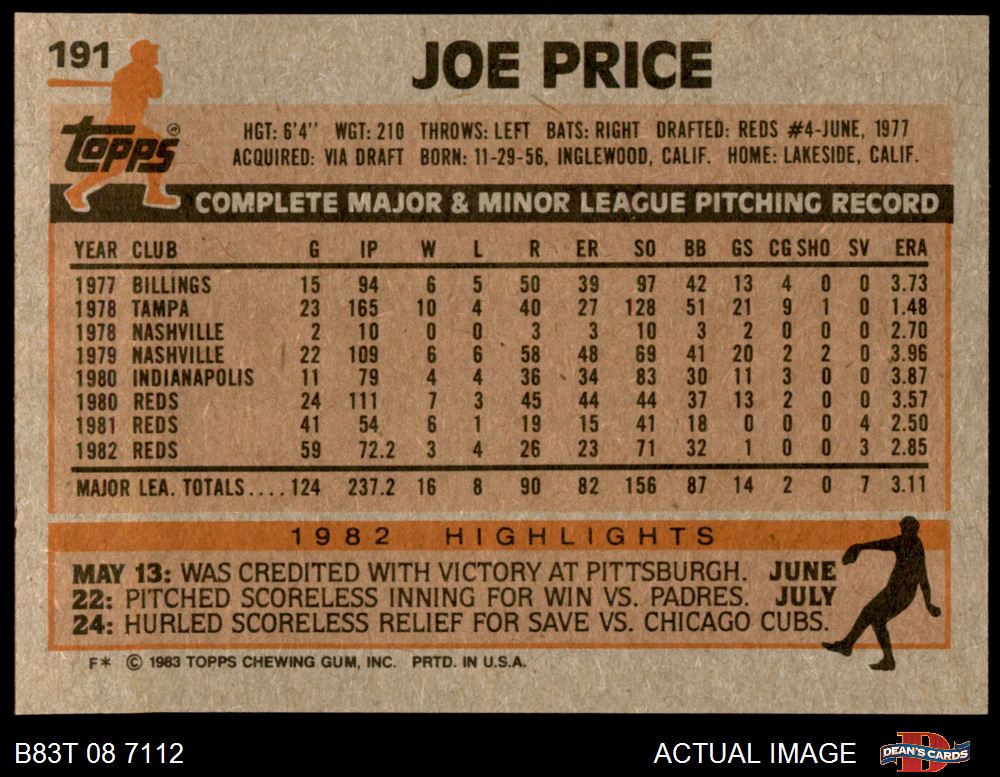 191
JOE PRICE
Topps®
HGT: 6'4" WGT: 210 THROWS: LEFT BATS: RIGHT DRAFTED: REDS #4-JUNE, 1977
ACQUIRED: VIA DRAFT BORN: 11-29-56, INGLEWOOD, CALIF. HOME: LAKESIDE, CALIF.
COMPLETE MAJOR & MINOR LEAGUE PITCHING RECORD
YEAR CLUB G IP W L R ER SO BB GS CG SHO SV ERA
1977 BILLINGS 15 94 6 5 50 39 97 42 13 4 0 0 3.73
1978 TAMPA 23 165 10 4 40 27 128 51 21 9 1 0 1.48
1978 NASHVILLE 2 10 0 0 3 3 10 3 2 0 0 0 2.70
1979 NASHVILLE 22 109 6 6 58 48 69 41 20 2 2 0 3.96
1980 INDIANAPOLIS 11 79 4 4 36 34 83 30 11 3 0 0 3.87
1980 REDS 24 111 7 3 45 44 44 37 13 2 0 0 3.57
1981 REDS 41 54 6 1 19 15 41 18 0 0 0 4 2.50
1982 REDS 59 72.2 3 4 26 23 71 32 1 0 0 3 2.85
MAJOR LEA. TOTALS.... 124 237.2 16 8 90 82 156 87 14 2 0 7 3.11
1982 HIGHLIGHTS
MAY 13: WAS CREDITED WITH VICTORY AT PITTSBURGH. JUNE
22: PITCHED SCORELESS INNING FOR WIN VS. PADRES. JULY
24: HURLED SCORELESS RELIEF FOR SAVE VS. CHICAGO CUBS.
F* © 1983 TOPPS CHEWING GUM, INC. PRTD. IN U.S.A.
B83T 08 7112
ACTUAL IMAGE
D DEAN'S CARDS